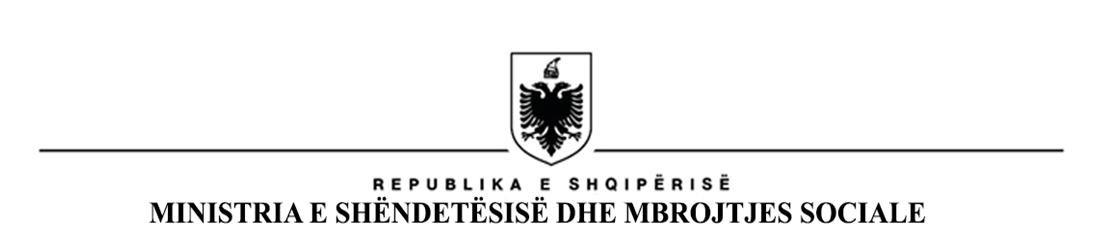 REPUBLIKA E SHQIPËRISË
MINISTRIA E SHËNDETËSISË DHE MBROJTJES SOCIALE